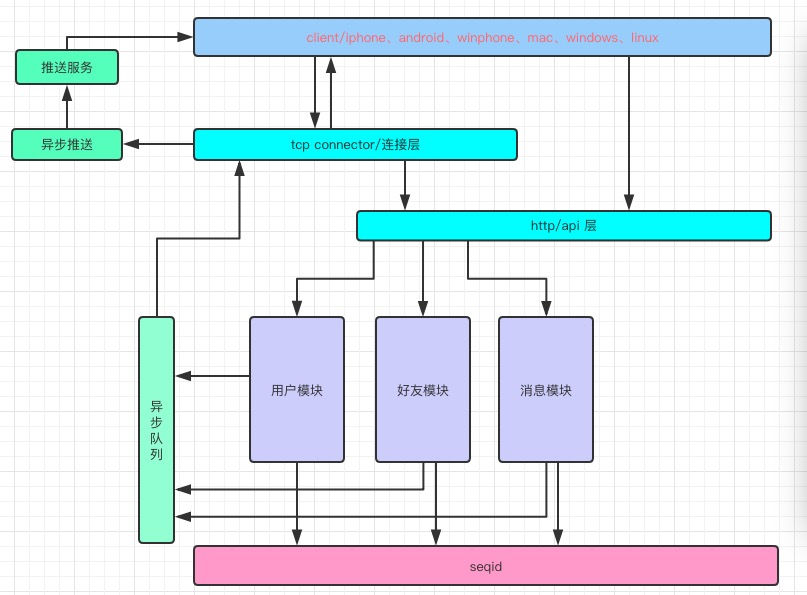 client/iphone、android、winphone、mac、windows、linux
推送服务
异步推送
tcp connector/连接层
http/api 层
用户模块
好友模块
消息模块
异
步
队
列
seqid